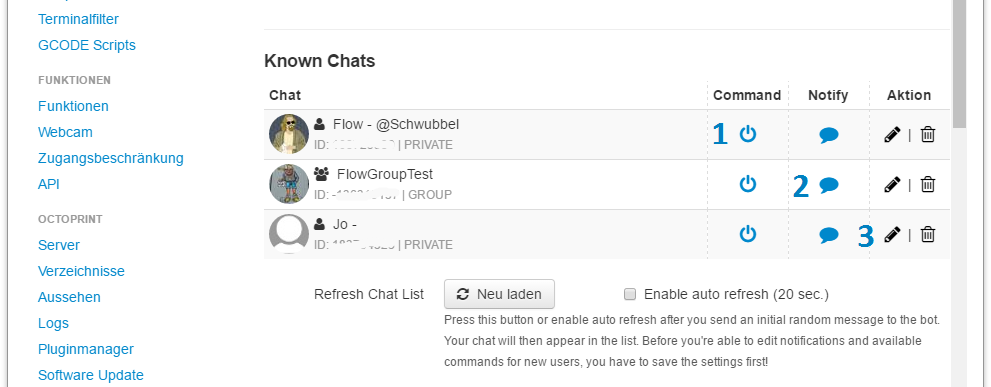 Terminalfilter
GCODE Scripts
FUNKTIONEN
Funktionen
Webcam
Zugangsbeschränkung
API
OCTOPRINT
Server
Verzeichnisse
Aussehen
Logs
Pluginmanager
Software Update
Known Chats
Chat Command Notify Aktion
Flow - @Schwubbel
ID: | PRIVATE
1 |
FlowGroupTest
ID: | GROUP
2 |
Jo -
ID: | PRIVATE
3 |
Refresh Chat List Neu laden Enable auto refresh (20 sec.)
Press this button or enable auto refresh after you send an initial random message to the bot.
Your chat will then appear in the list. Before you're able to edit notifications and available
commands for new users, you have to save the settings first!